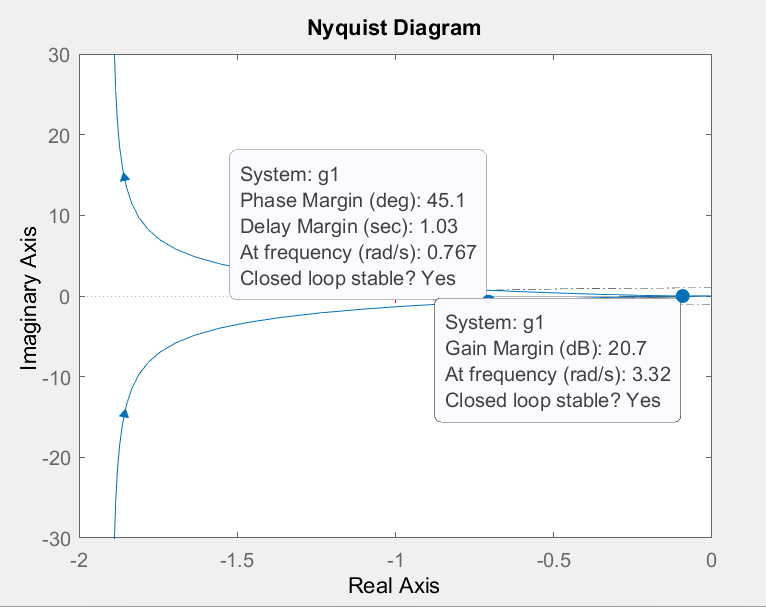 Nyquist Diagram
30
20
10
0
-10
-20
-30
Imaginary Axis
System: g1
Phase Margin (deg): 45.1
Delay Margin (sec): 1.03
At frequency (rad/s): 0.767
Closed loop stable? Yes
System: g1
Gain Margin (dB): 20.7
At frequency (rad/s): 3.32
Closed loop stable? Yes
-2 -1.5 -1 -0.5 0
Real Axis